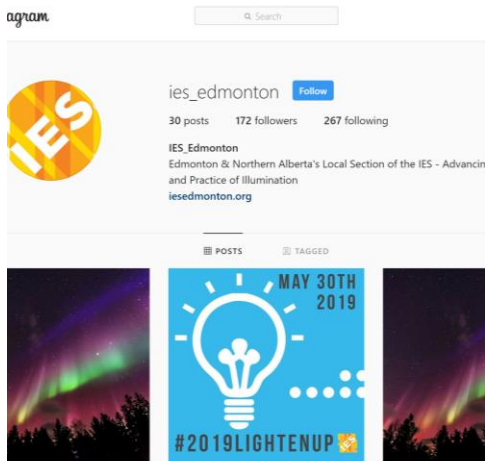 agram
Search
IES
ies_edmonton Follow
30 posts 172 followers 267 following
IES_Edmonton
Edmonton & Northern Alberta's Local Section of the IES - Advancin
and Practice of Illumination
iesedmonton.org
POSTS TAGGED
MAY 30TH
2019
#2019LIGHTENUP